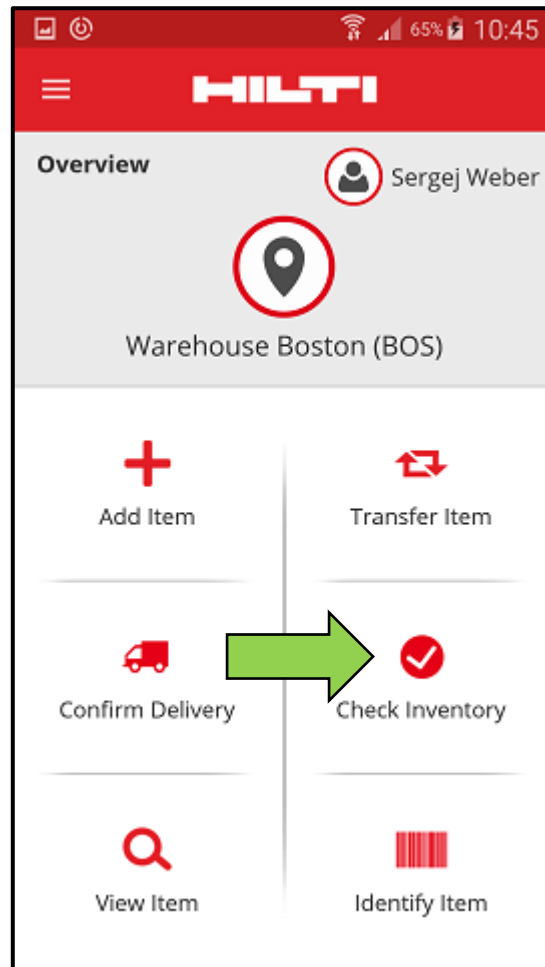 65% 10:45
HILTI
Overview
Sergej Weber
Warehouse Boston (BOS)
Add Item
Transfer Item
Confirm Delivery
Check Inventory
View Item
Identify Item